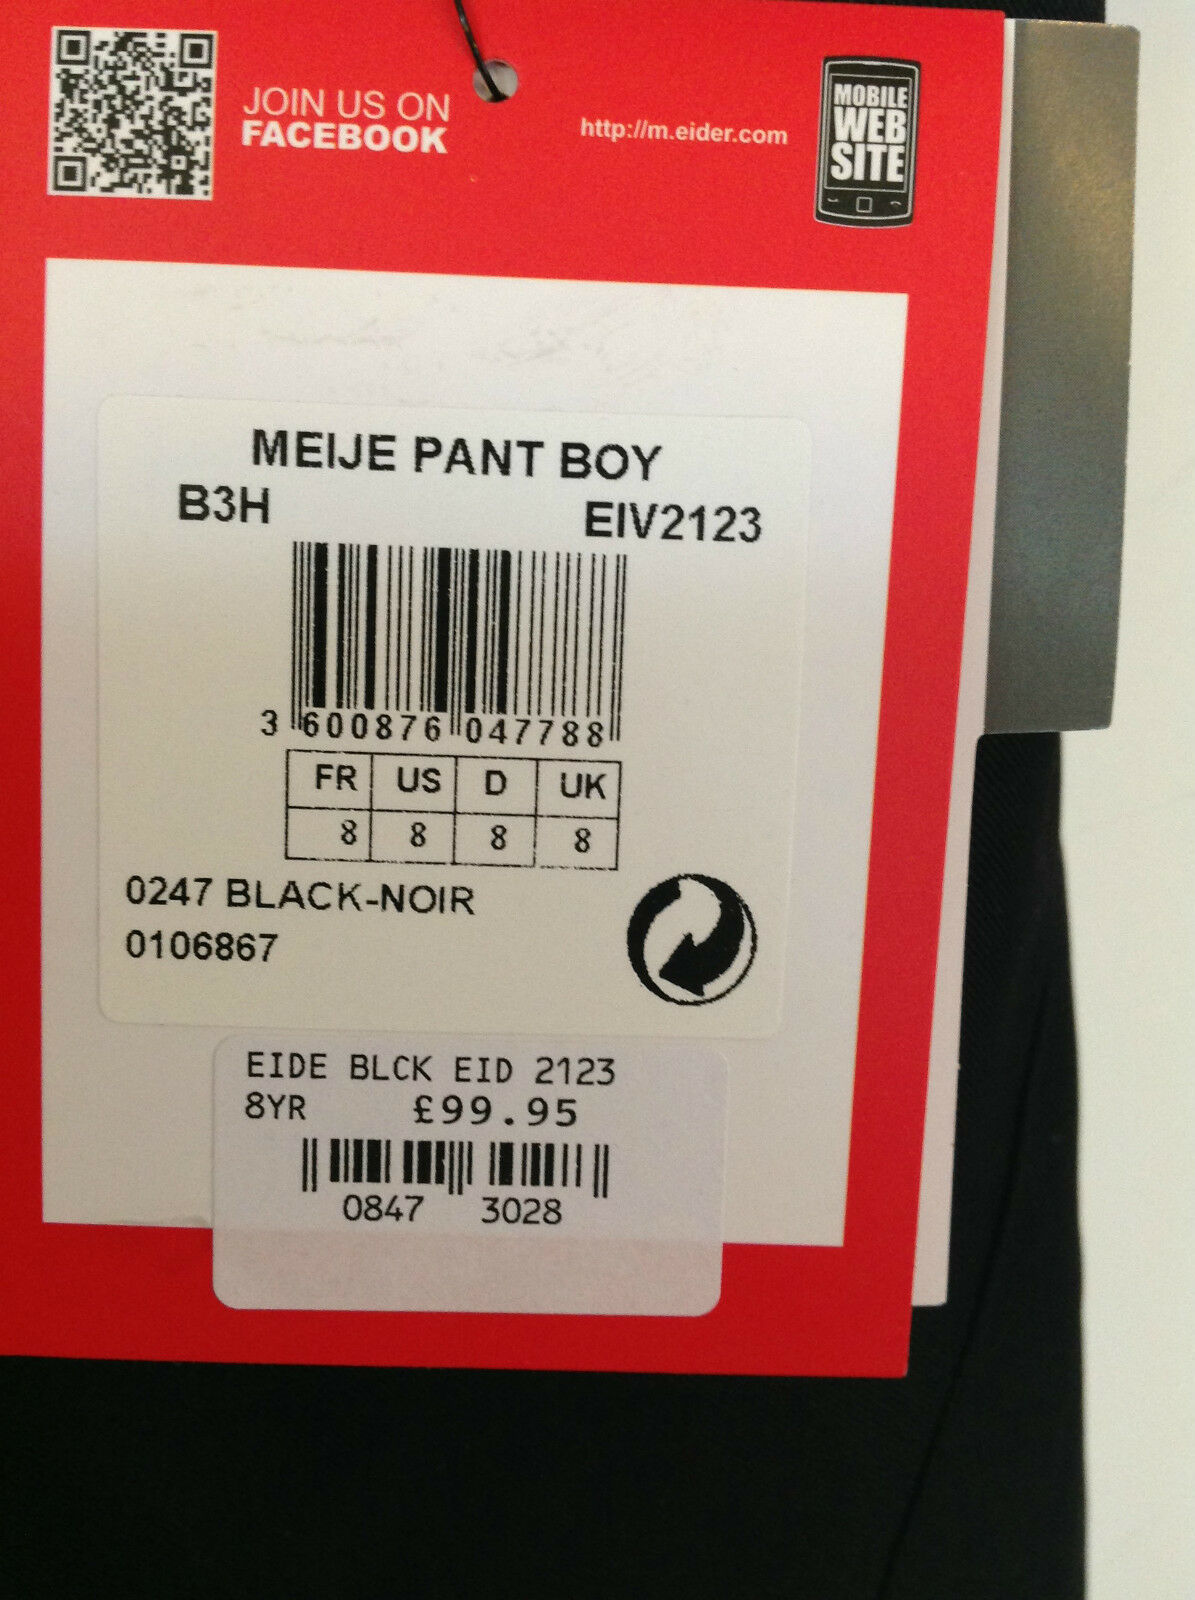 JOIN US ON
FACEBOOK
http://m.eider.com
MOBILE
WEB
SITE
MEIJE PANT BOY
B3H EIV2123
3 600876 047788
FR US D UK
8 8 8 8
0247 BLACK-NOIR
0106867
EIDE BLCK EID 2123
8YR £99.95
0847 3028